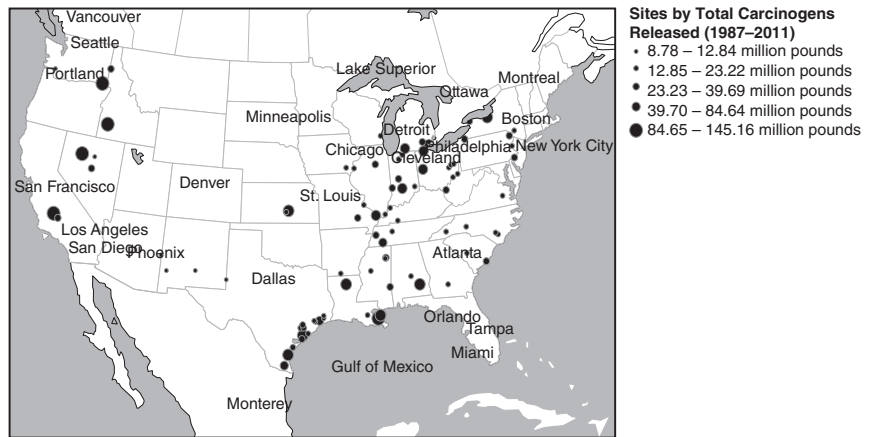 Vancouver
Seattle
Portland
Lake Superior
Montreal
Ottawa
Minneapolis
Boston
Detroit
Chicago
Philadelphia
New York City
Cleveland
San Francisco
Denver
St. Louis
Los Angeles
San Diego
Phoenix
Atlanta
Dallas
Orlando
Tampa
Miami
Gulf of Mexico
Monterey
Sites by Total Carcinogens
Released (1987–2011)
8.78 – 12.84 million pounds
12.85 – 23.22 million pounds
23.23 – 39.69 million pounds
39.70 – 84.64 million pounds
84.65 – 145.16 million pounds